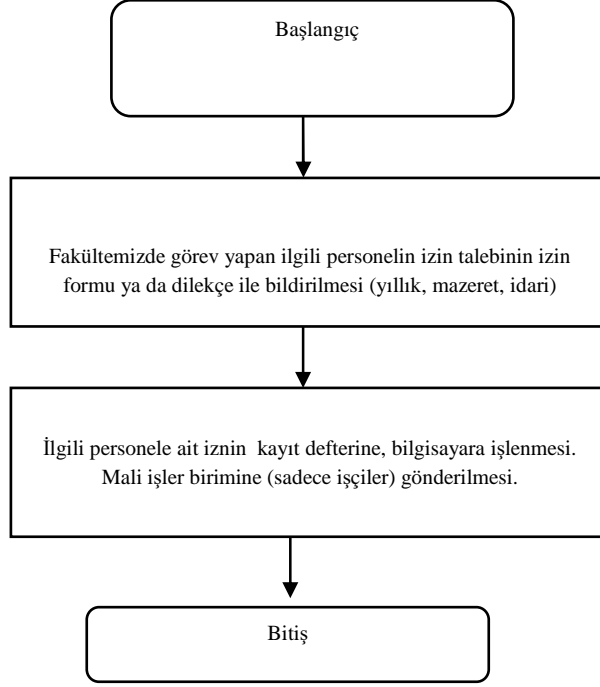 Başlangıç
Fakültemizde görev yapan ilgili personelin izin talebinin izin
formu ya da dilekçe ile bildirilmesi (yıllık, mazeret, idari)
İlgili personele ait iznin kayıt defterine, bilgisayara işlenmesi.
Mali işler birimine (sadece işçiler) gönderilmesi.
Bitiş